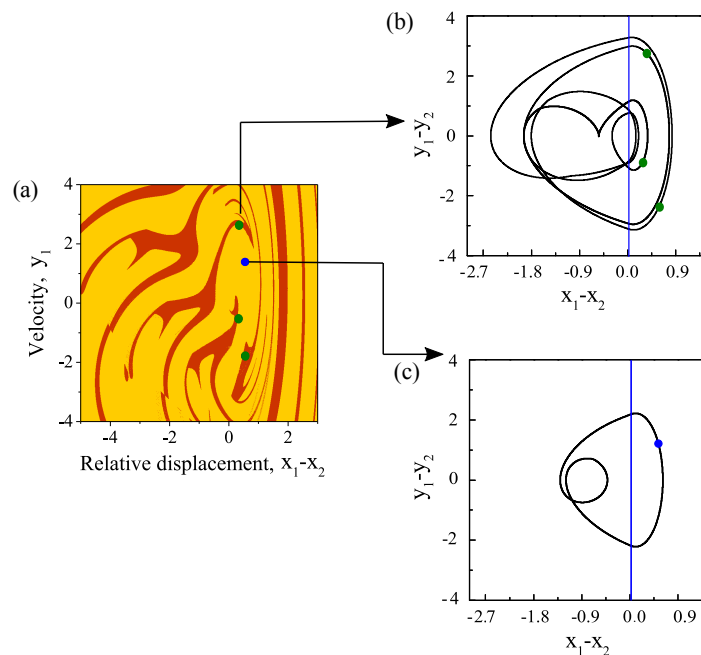 (a)
4
2
0
-2
-4
Velocity, y1
-4 -2 0 2
Relative displacement, x1-x2
(b)
4
2
0
-2
-4
y1-y2
-2.7 -1.8 -0.9 0.0 0.9
x1-x2
(c)
4
2
0
-2
-4
y1-y2
-2.7 -1.8 -0.9 0.0 0.9
x1-x2